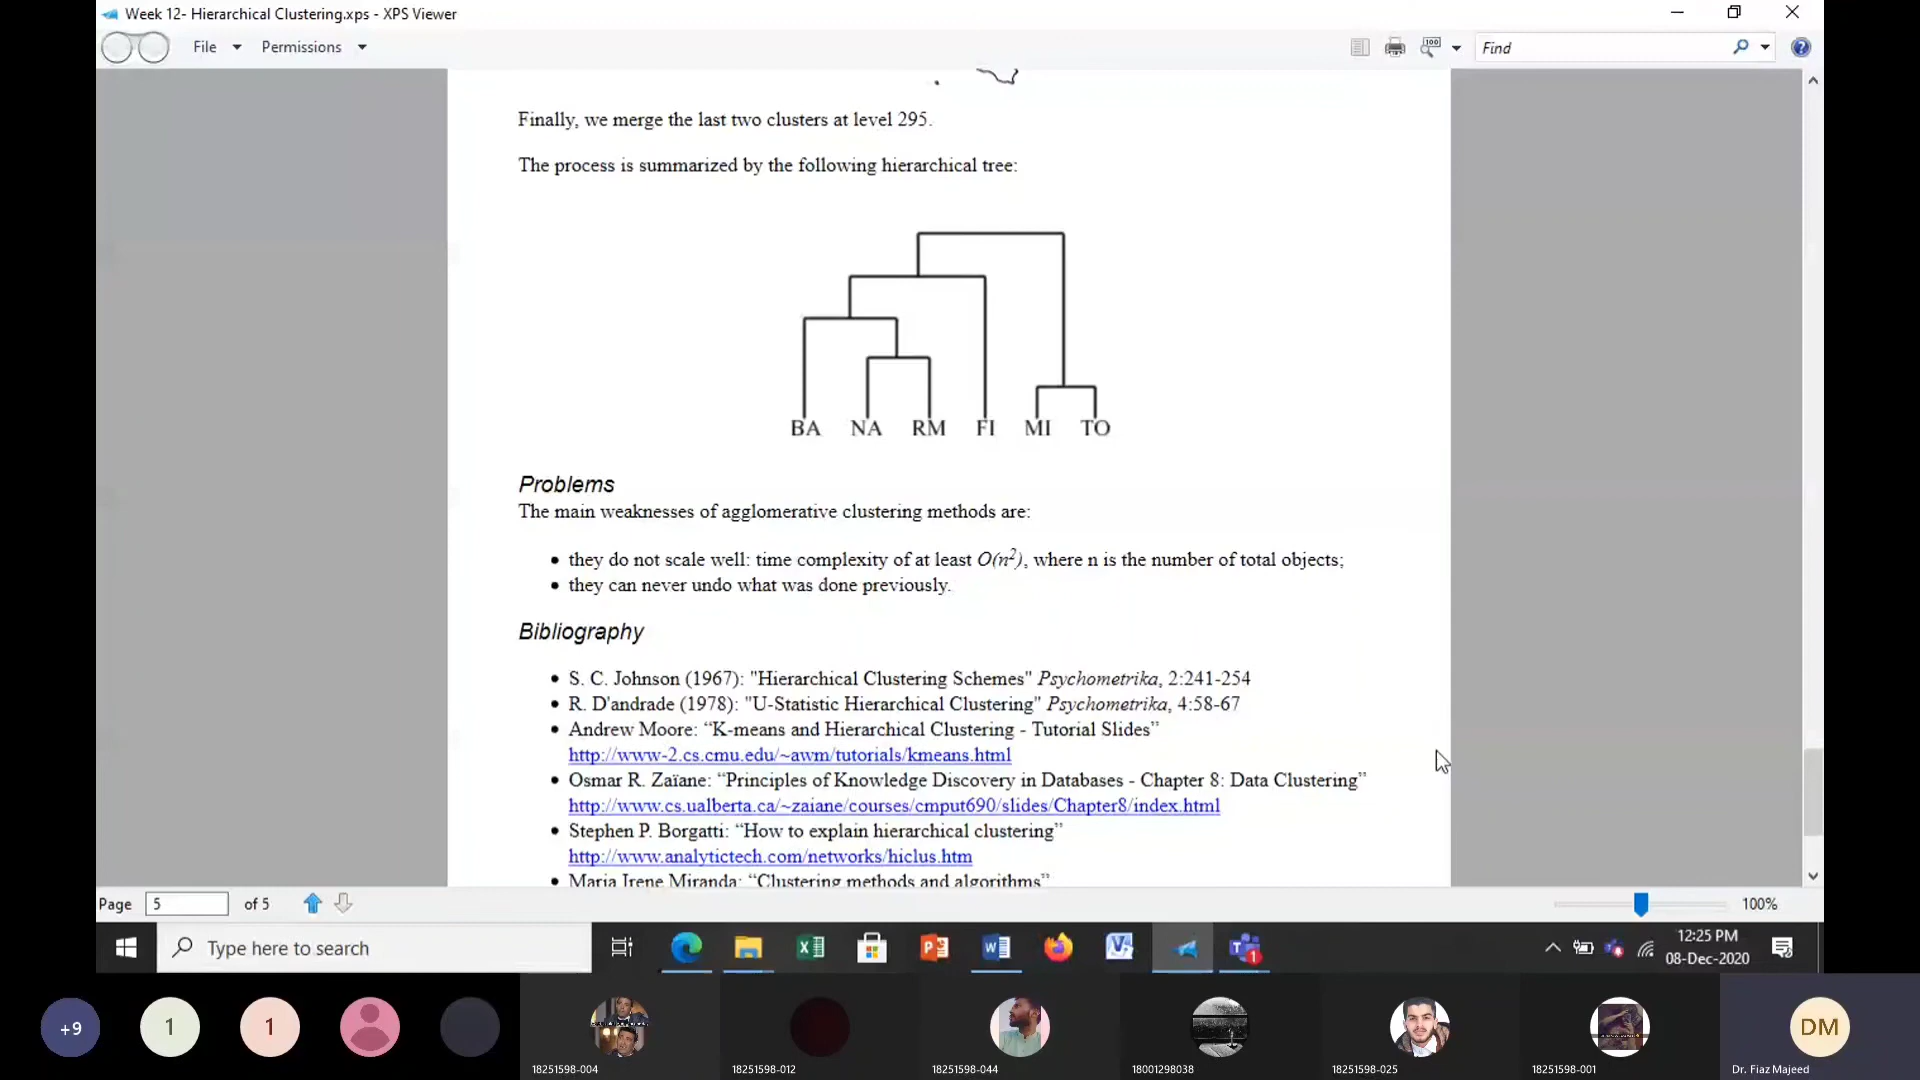 Week 12- Hierarchical Clustering.xps - XPS Viewer
File Permissions
100
Find
Finally, we merge the last two clusters at level 295.
The process is summarized by the following hierarchical tree:
BA NA RM FI MI TO
Problems
The main weaknesses of agglomerative clustering methods are:
• they do not scale well: time complexity of at least O(n²), where n is the number of total objects;
• they can never undo what was done previously.
Bibliography
• S. C. Johnson (1967): "Hierarchical Clustering Schemes" Psychometrika, 2:241-254
• R. D'andrade (1978): "U-Statistic Hierarchical Clustering" Psychometrika, 4:58-67
• Andrew Moore: “K-means and Hierarchical Clustering - Tutorial Slides”
http://www-2.cs.cmu.edu/~awm/tutorials/kmeans.html
• Osmar R. Zaïane: “Principles of Knowledge Discovery in Databases - Chapter 8: Data Clustering”
http://www.cs.ualberta.ca/~zaiane/courses/cmput690/slides/Chapter8/index.html
• Stephen P. Borgatti: “How to explain hierarchical clustering”
http://www.analytictech.com/networks/hiclus.htm
• Maria Irene Miranda: “Clustering methods and algorithms”
Page 5 of 5
100%
Type here to search
1
12:25 PM
08-Dec-2020
+9
1
1
DM
18251598-004
18251598-012
18251598-044
18001298038
18251598-025
18251598-001
Dr. Fiaz Majeed